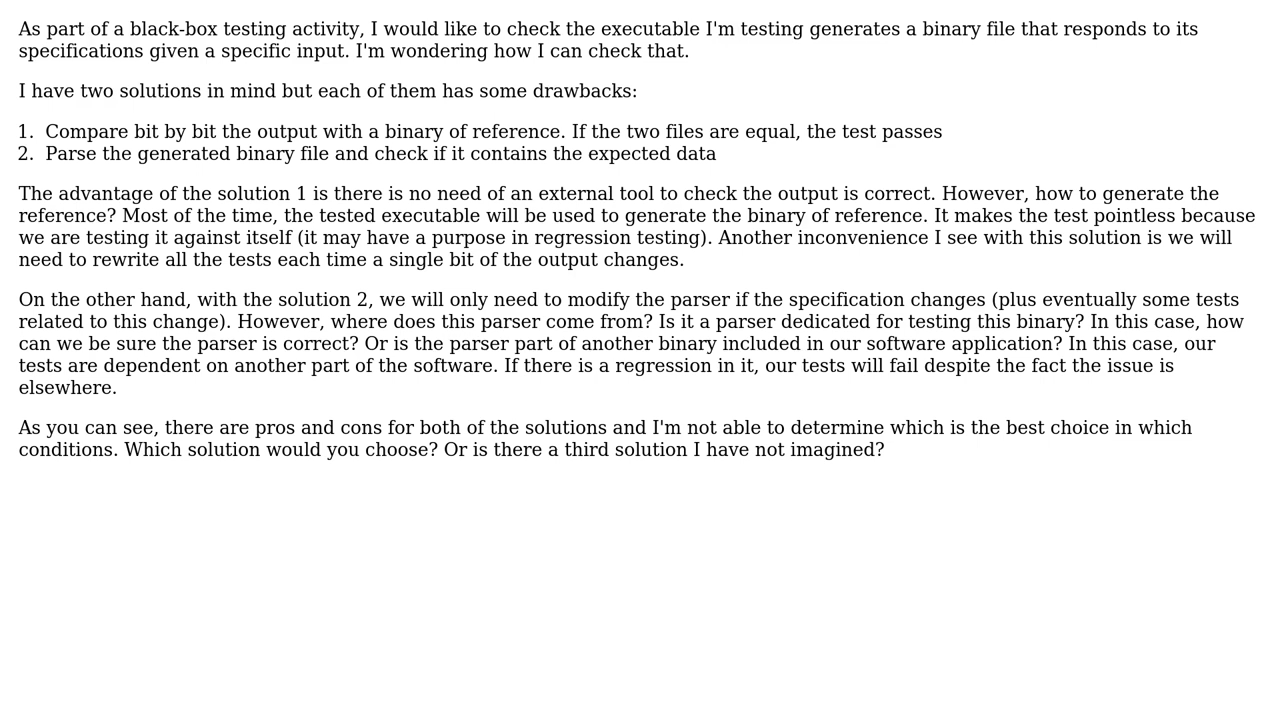 As part of a black-box testing activity, I would like to check the executable I'm testing generates a binary file that responds to its
specifications given a specific input. I'm wondering how I can check that.
I have two solutions in mind but each of them has some drawbacks:
1. Compare bit by bit the output with a binary of reference. If the two files are equal, the test passes
2. Parse the generated binary file and check if it contains the expected data
The advantage of the solution 1 is there is no need of an external tool to check the output is correct. However, how to generate the
reference? Most of the time, the tested executable will be used to generate the binary of reference. It makes the test pointless because
we are testing it against itself (it may have a purpose in regression testing). Another inconvenience I see with this solution is we will
need to rewrite all the tests each time a single bit of the output changes.
On the other hand, with the solution 2, we will only need to modify the parser if the specification changes (plus eventually some tests
related to this change). However, where does this parser come from? Is it a parser dedicated for testing this binary? In this case, how
can we be sure the parser is correct? Or is the parser part of another binary included in our software application? In this case, our
tests are dependent on another part of the software. If there is a regression in it, our tests will fail despite the fact the issue is
elsewhere.
As you can see, there are pros and cons for both of the solutions and I'm not able to determine which is the best choice in which
conditions. Which solution would you choose? Or is there a third solution I have not imagined?